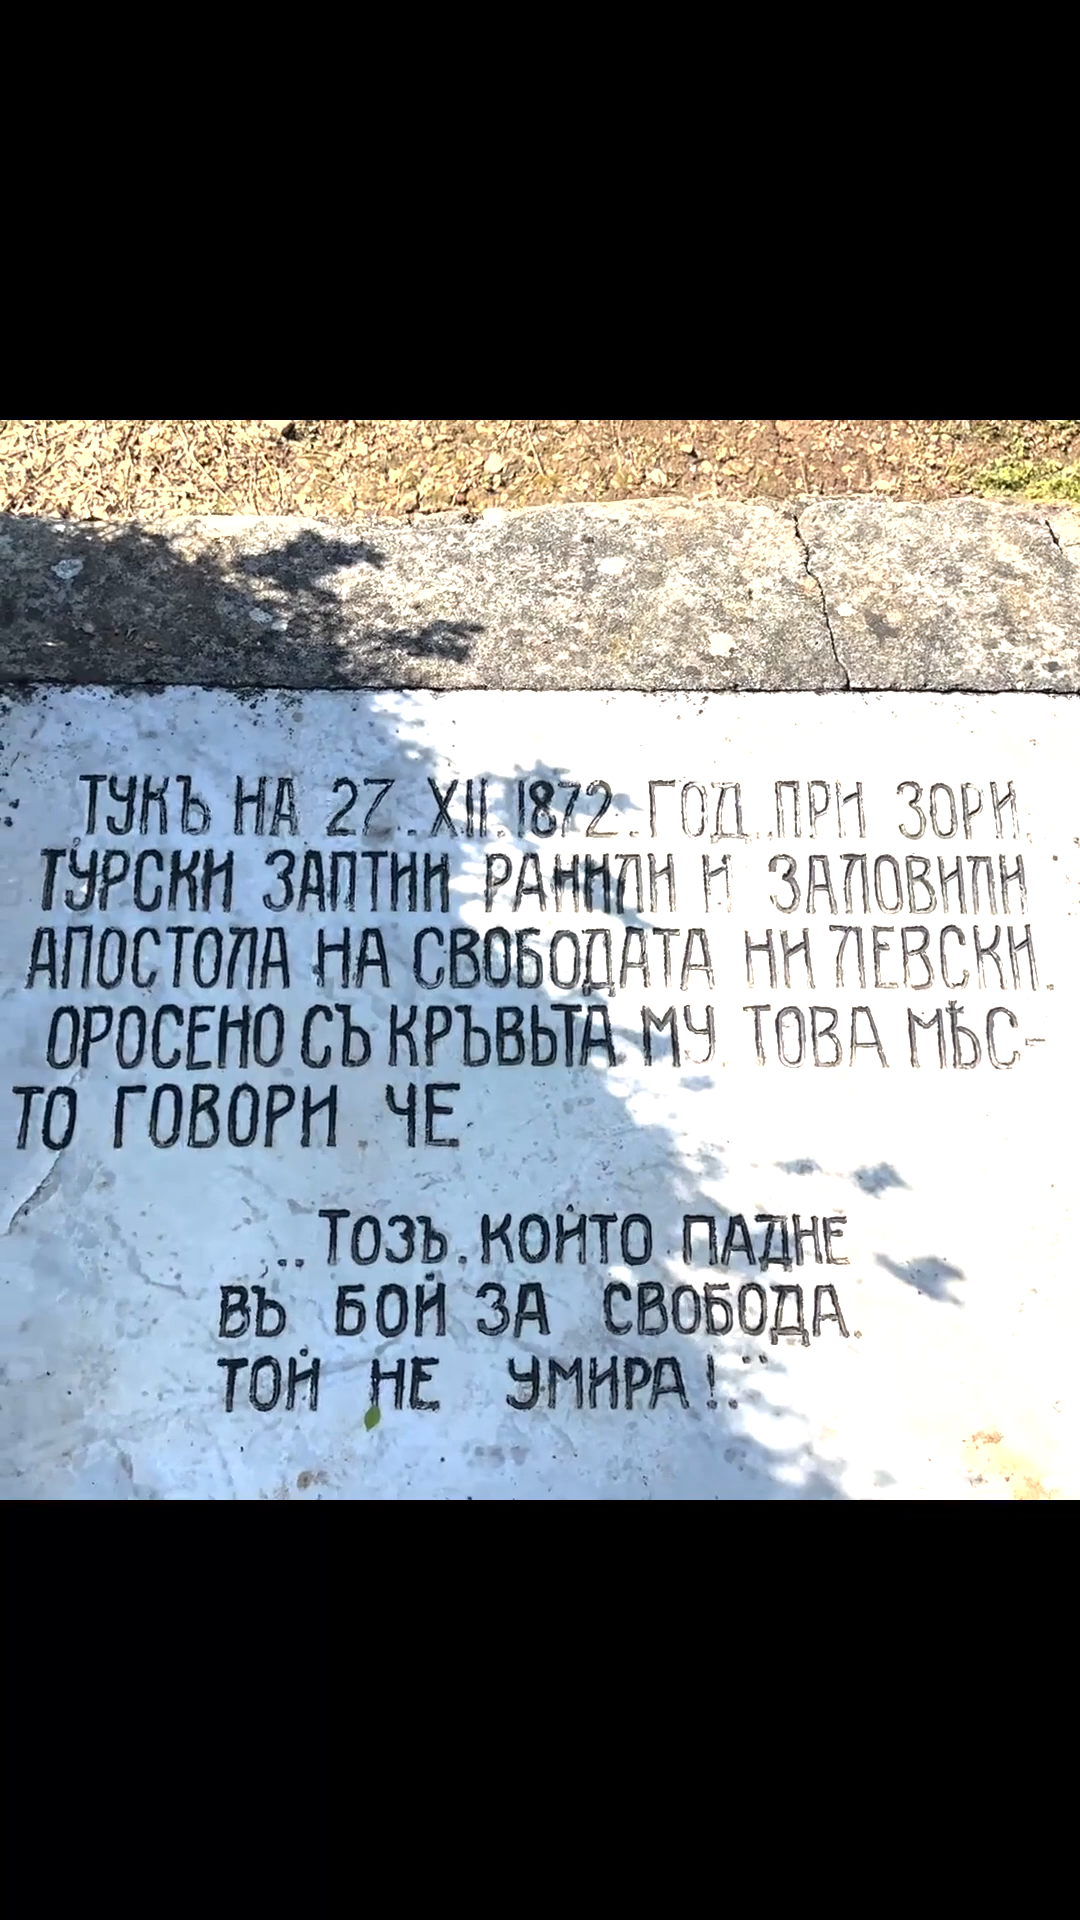 ТУКЪ НА 27.XII.1872.ГОД.ПРИ ЗОРИ
ТУРСКИ ЗАПТИИ РАНИЛИ И ЗАЛОВИЛИ
АПОСТОЛА НА СВОБОДАТА НИ ЛЕВСКИ.
ОРОСЕНО СЪ КРЪВЬТА МУ ТОВА МѢС-
ТО ГОВОРИ ЧЕ
„ТОЗЪ, КОЙТО ПАДНЕ
ВЪ БОЙ ЗА СВОБОДА,
ТОЙ НЕ УМИРА!“